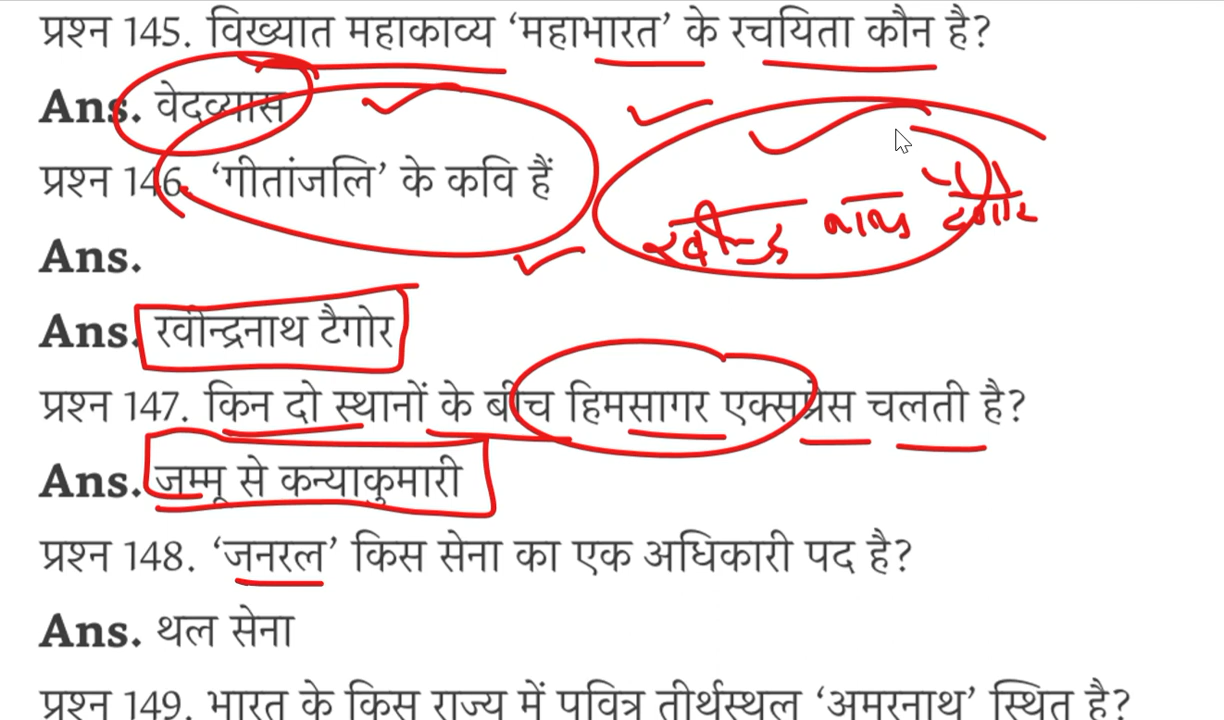 प्रश्न 145. विख्यात महाकाव्य ‘महाभारत’ के रचयिता कौन है?
Ans. वेदव्यास
प्रश्न 146. ‘गीतांजलि’ के कवि हैं
रवीन्द्र नाथ टैगोर
Ans.
Ans. रवीन्द्रनाथ टैगोर
प्रश्न 147. किन दो स्थानों के बीच हिमसागर एक्सप्रेस चलती है?
Ans. जम्मू से कन्याकुमारी
प्रश्न 148. ‘जनरल’ किस सेना का एक अधिकारी पद है?
Ans. थल सेना
प्रश्न 149. भारत के किस राज्य में पवित्र तीर्थस्थल ‘अमरनाथ’ स्थित है?